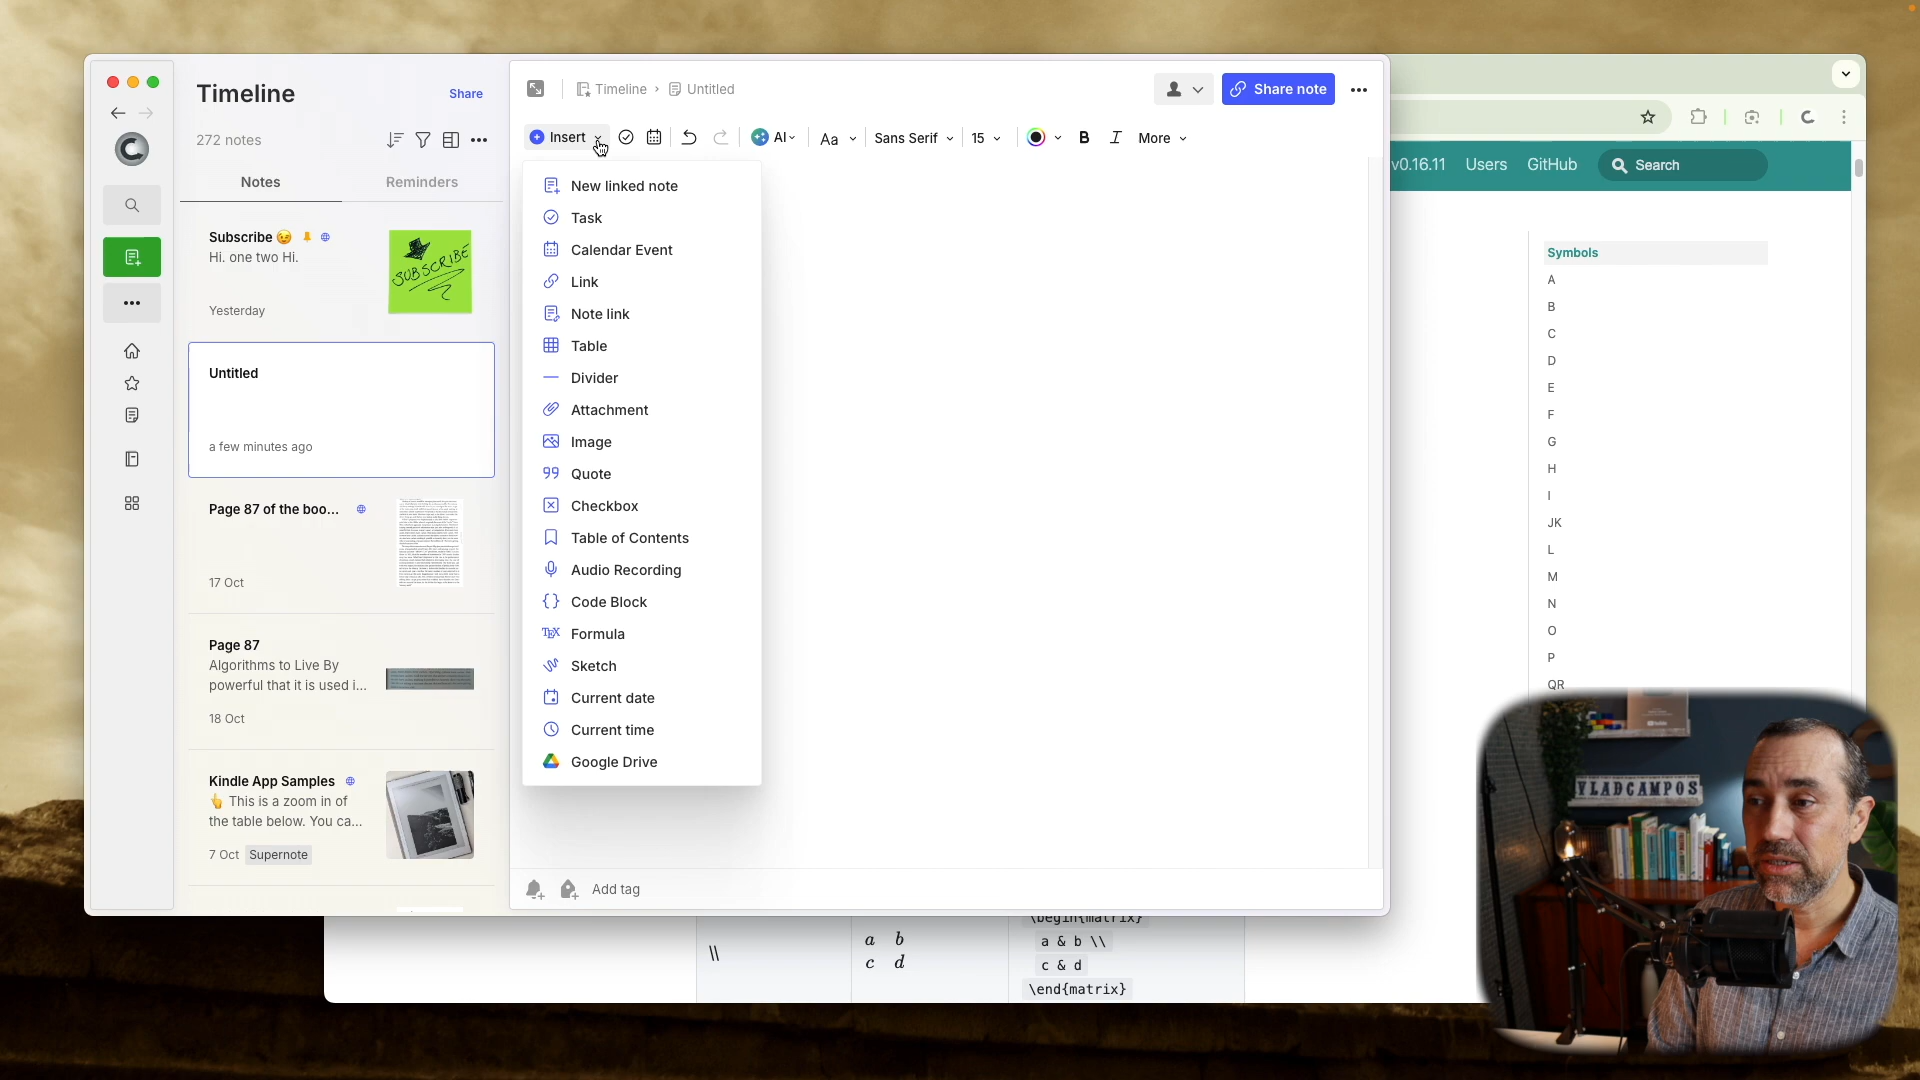 Timeline
Share
272 notes
Notes
Reminders
Subscribe 😉
Hi. one two Hi.
Yesterday
SUBSCRIBE
Untitled
a few minutes ago
Page 87 of the boo...
17 Oct
Page 87
Algorithms to Live By
powerful that it is used i...
18 Oct
Kindle App Samples
👆 This is a zoom in of
the table below. You ca...
7 Oct Supernote
Timeline › Untitled
Share note
Insert
AI
Aa
Sans Serif
15
B
I
More
New linked note
Task
Calendar Event
Link
Note link
Table
Divider
Attachment
Image
Quote
Checkbox
Table of Contents
Audio Recording
Code Block
TEX Formula
Sketch
Current date
Current time
Google Drive
Add tag
v0.16.11
Users
GitHub
Search
Symbols
A
B
C
D
E
F
G
H
I
JK
L
M
N
O
P
QR
\\
a b
c d
\begin{matrix}
a & b \\
c & d
\end{matrix}
VLADCAMPOS